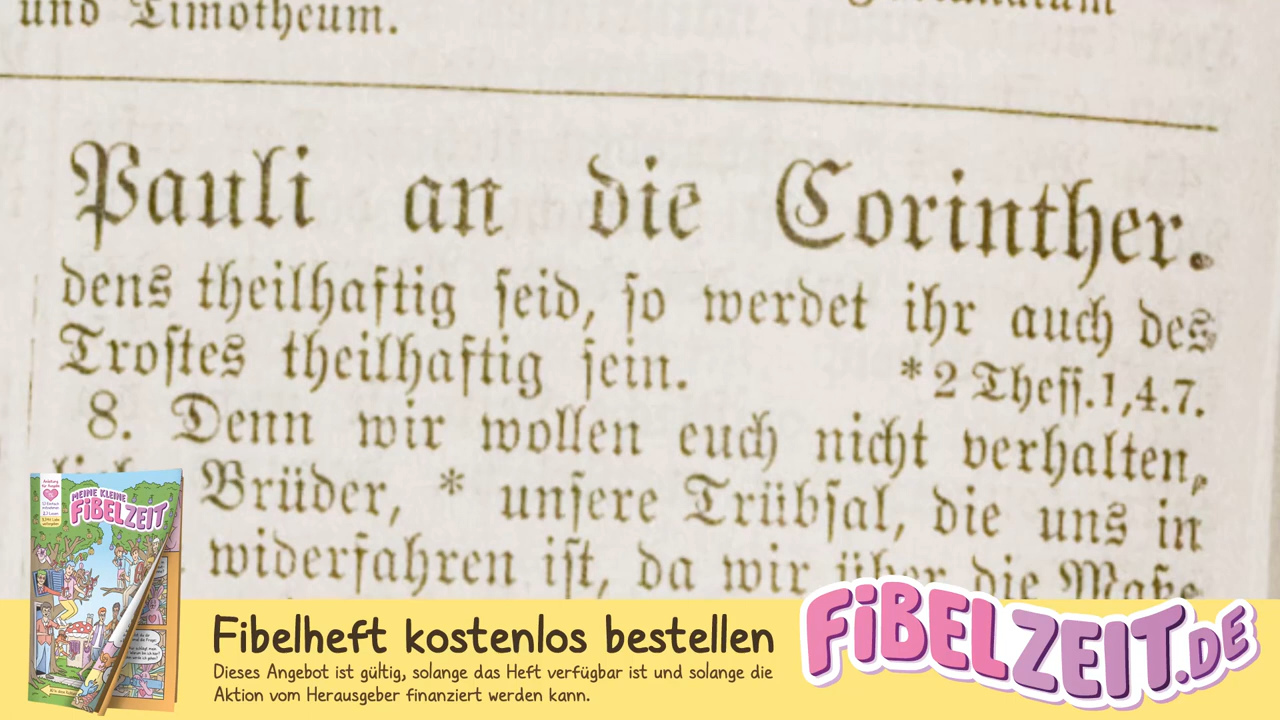 und Timotheum.
Pauli an die Corinther.
dens theilhaftig ſeid, ſo werdet ihr auch des
Troſtes theilhaftig ſein. * 2 Theſſ. 1, 4. 7.
8. Denn wir wollen euch nicht verhalten,
Brüder, * unſere Trübſal, die uns in
widerfahren iſt, da wir über die Maße
MEINE KLEINE
FiBELZEIT
Fibelheft kostenlos bestellen
Dieses Angebot ist gültig, solange das Heft verfügbar ist und solange die
Aktion vom Herausgeber finanziert werden kann.
FiBELZEIT.DE